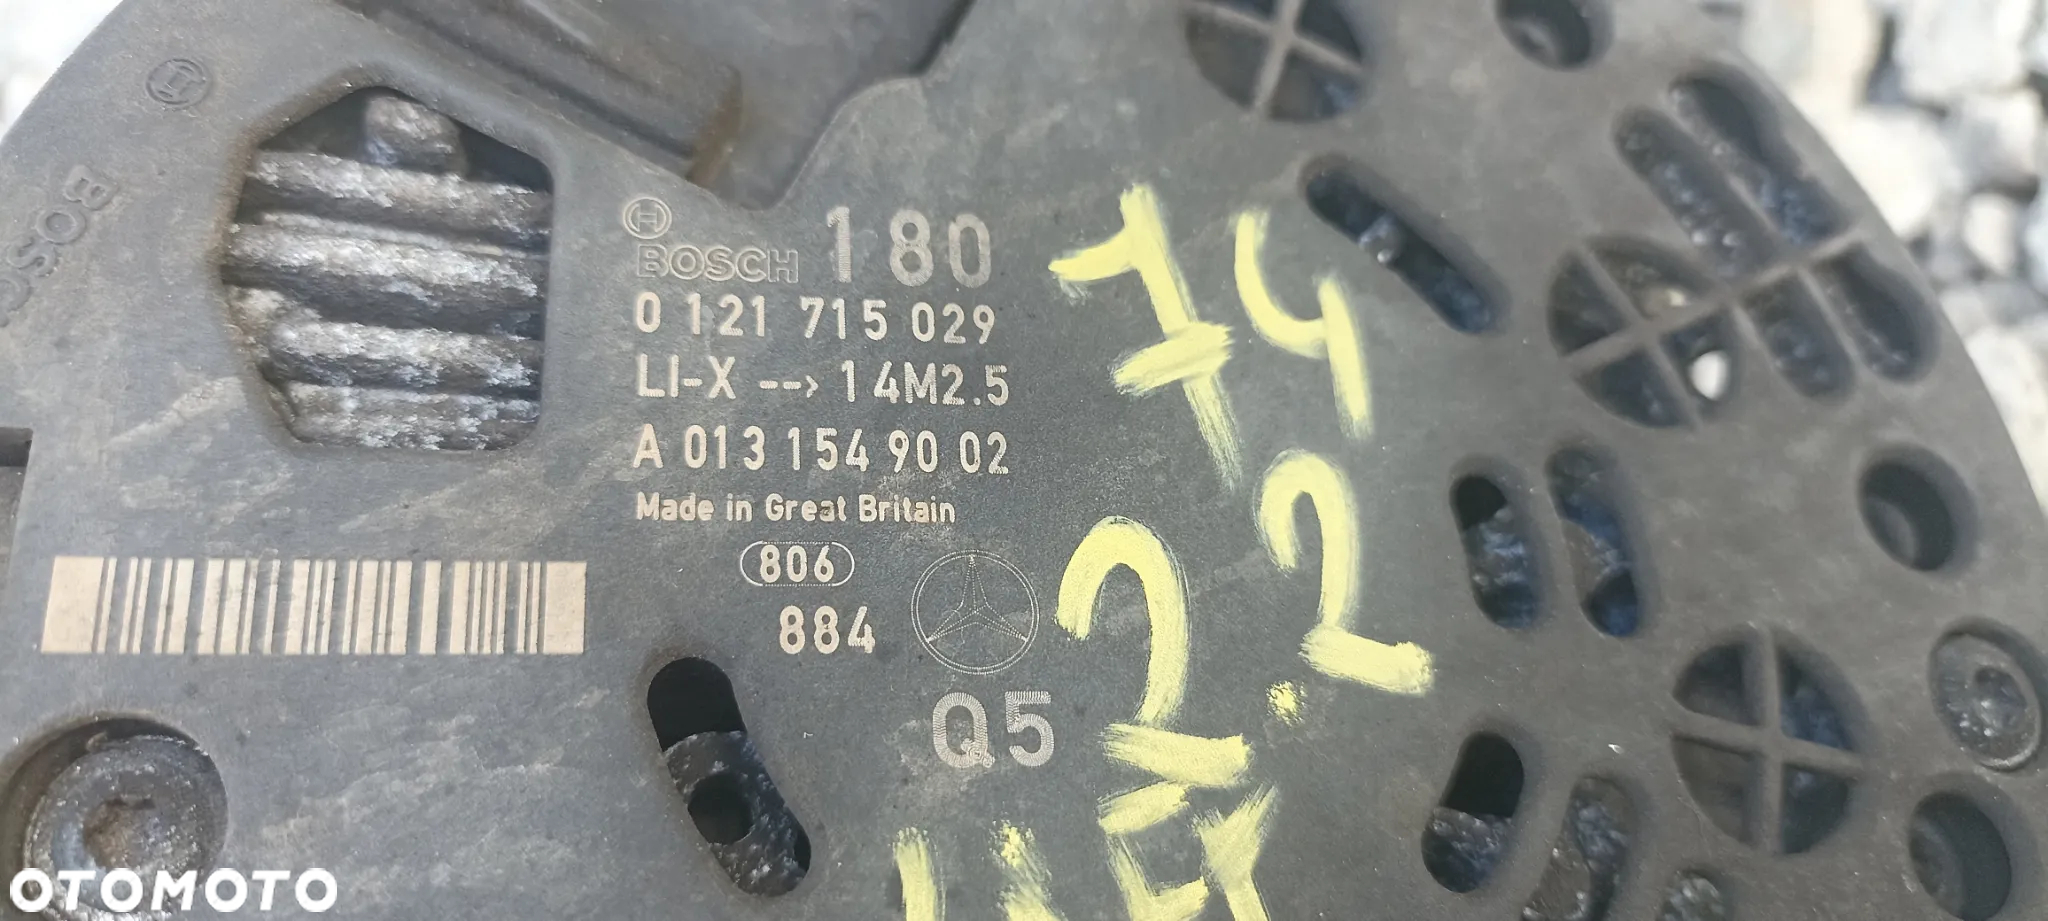 BOSCH
BOSCH 180
0 121 715 029
LI-X --> 14M2.5
A 013 154 90 02
Made in Great Britain
806
884
Q5
74
2.2
OTOMOTO